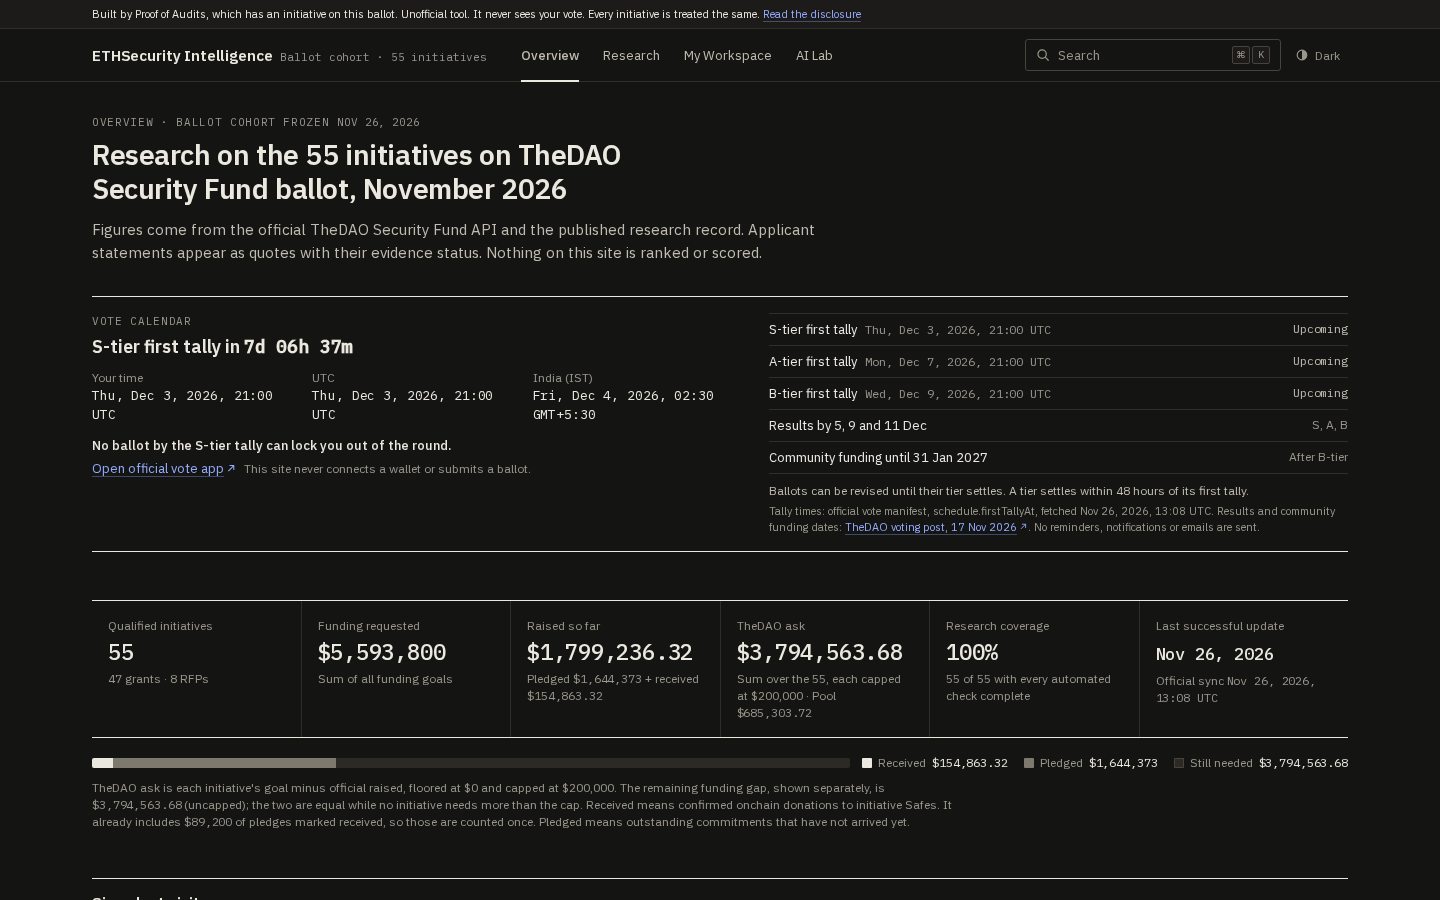 Built by Proof of Audits, which has an initiative on this ballot. Unofficial tool. It never sees your vote. Every initiative is treated the same. Read the disclosure
ETHSecurity Intelligence Ballot cohort · 55 initiatives Overview Research My Workspace AI Lab Search ⌘ K Dark
OVERVIEW · BALLOT COHORT FROZEN NOV 26, 2026
Research on the 55 initiatives on TheDAO
Security Fund ballot, November 2026
Figures come from the official TheDAO Security Fund API and the published research record. Applicant
statements appear as quotes with their evidence status. Nothing on this site is ranked or scored.
VOTE CALENDAR
S-tier first tally in 7d 06h 37m
Your time
Thu, Dec 3, 2026, 21:00
UTC
UTC
Thu, Dec 3, 2026, 21:00
UTC
India (IST)
Fri, Dec 4, 2026, 02:30
GMT+5:30
No ballot by the S-tier tally can lock you out of the round.
Open official vote app ↗ This site never connects a wallet or submits a ballot.
S-tier first tally Thu, Dec 3, 2026, 21:00 UTC Upcoming
A-tier first tally Mon, Dec 7, 2026, 21:00 UTC Upcoming
B-tier first tally Wed, Dec 9, 2026, 21:00 UTC Upcoming
Results by 5, 9 and 11 Dec S, A, B
Community funding until 31 Jan 2027 After B-tier
Ballots can be revised until their tier settles. A tier settles within 48 hours of its first tally.
Tally times: official vote manifest, schedule.firstTallyAt, fetched Nov 26, 2026, 13:08 UTC. Results and community
funding dates: TheDAO voting post, 17 Nov 2026 ↗. No reminders, notifications or emails are sent.
Qualified initiatives
55
47 grants · 8 RFPs
Funding requested
$5,593,800
Sum of all funding goals
Raised so far
$1,799,236.32
Pledged $1,644,373 + received
$154,863.32
TheDAO ask
$3,794,563.68
Sum over the 55, each capped
at $200,000 · Pool
$685,303.72
Research coverage
100%
55 of 55 with every automated
check complete
Last successful update
Nov 26, 2026
Official sync Nov 26, 2026,
13:08 UTC
Received $154,863.32 Pledged $1,644,373 Still needed $3,794,563.68
TheDAO ask is each initiative's goal minus official raised, floored at $0 and capped at $200,000. The remaining funding gap, shown separately, is
$3,794,563.68 (uncapped); the two are equal while no initiative needs more than the cap. Received means confirmed onchain donations to initiative Safes. It
already includes $89,200 of pledges marked received, so those are counted once. Pledged means outstanding commitments that have not arrived yet.